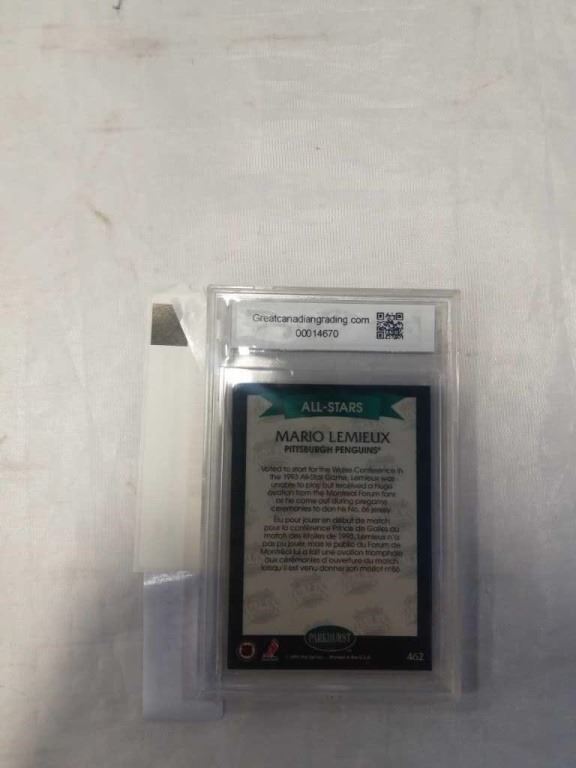 Greatcanadiangrading.com
00014670
ALL-STARS
MARIO LEMIEUX
PITTSBURGH PENGUINS
Voted to start for the Wales Conference in
the 1993 All-Star Game, Lemieux was
unable to play but received a huge
ovation from the Montreal Forum fans
as he came out during pregame
ceremonies to don his No. 66 jersey.
Élu pour jouer en début de match
pour la conférence Prince de Galles au
match des étoiles de 1993, Lemieux n'a
pas pu jouer, mais le public du Forum de
Montréal lui a fait une ovation triomphale
aux cérémonies d'ouverture du match
lorsqu'il est venu donner son maillot
PARKHURST
Printed in the U.S.A.
462